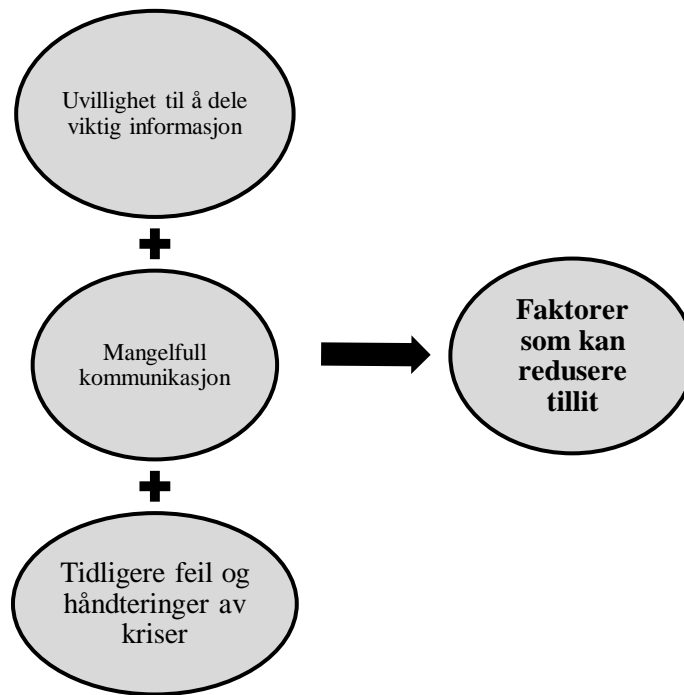 Uvillighet til å dele
viktig informasjon
Mangelfull
kommunikasjon
Tidligere feil og
håndteringer av
kriser
Faktorer
som kan
redusere
tillit